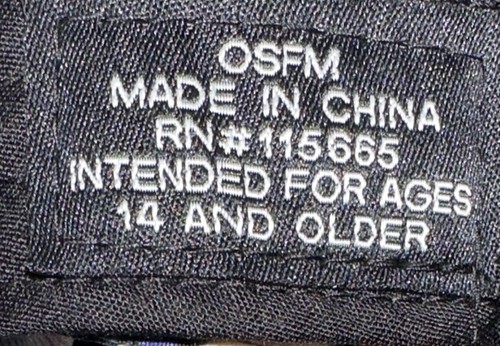 OSFM
MADE IN CHINA
RN#115665
INTENDED FOR AGES
14 AND OLDER